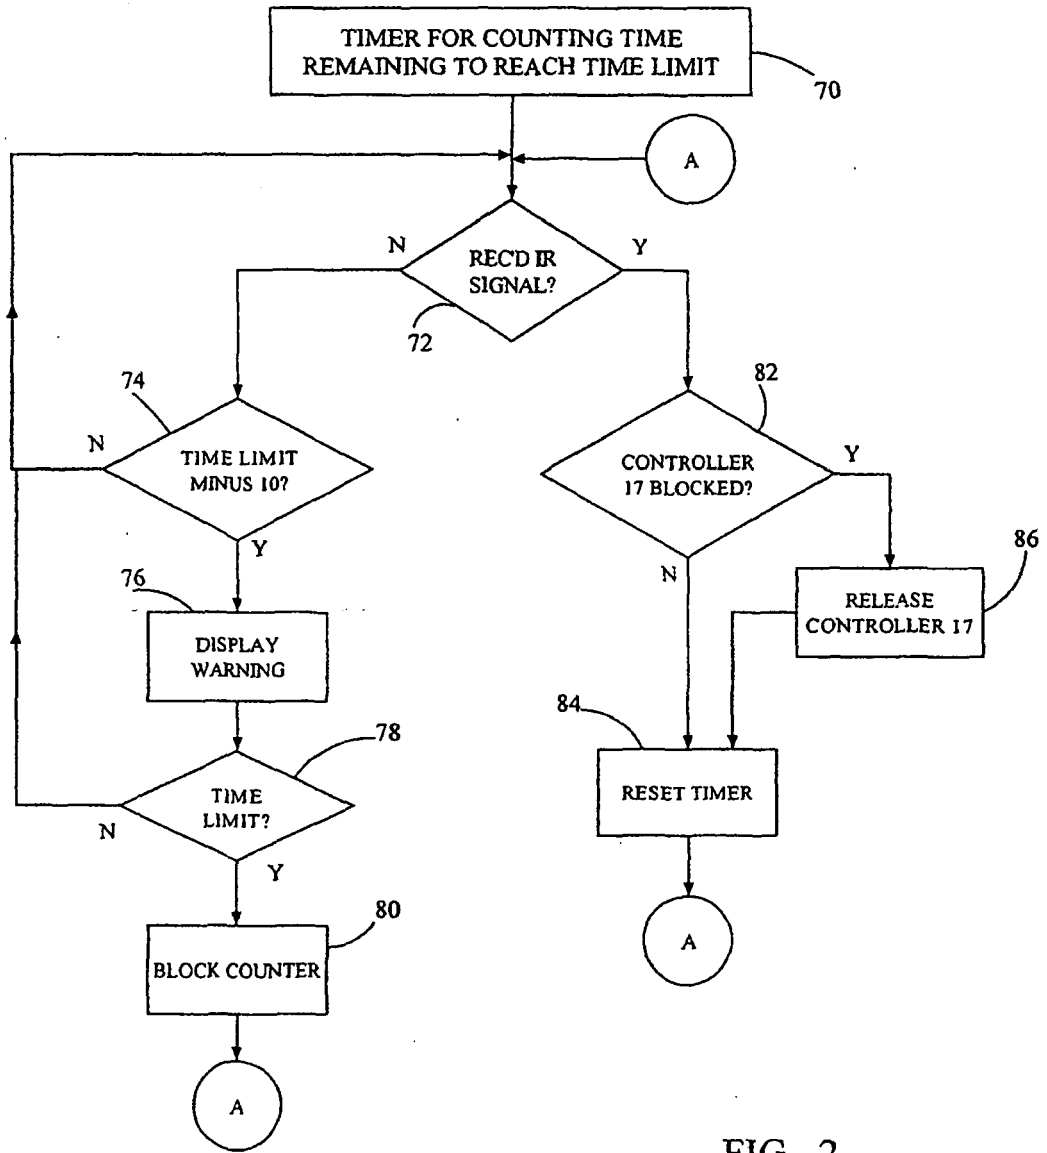 TIMER FOR COUNTING TIME
REMAINING TO REACH TIME LIMIT
70
A
N
REC'D IR
SIGNAL?
Y
72
74
N
TIME LIMIT
MINUS 10?
Y
82
CONTROLLER
17 BLOCKED?
Y
N
76
DISPLAY
WARNING
86
RELEASE
CONTROLLER 17
78
TIME
LIMIT?
N
Y
84
RESET TIMER
80
BLOCK COUNTER
A
A
FIG. 2